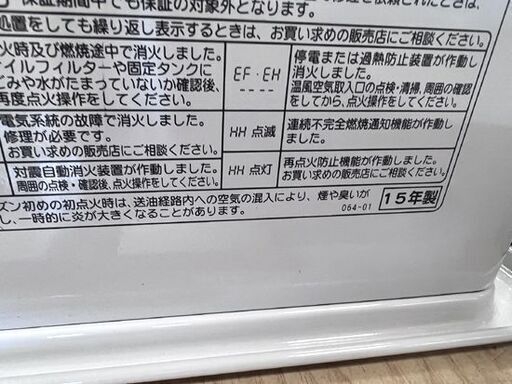 保証期間中でも保証の対象外となります。
処置をしても繰り返し表示するときは、お買い求めの販売店にご相談ください。
火時及び燃焼途中で消火しました。
イルフィルターや固定タンクに
ごみや水がたまっていないか確認後、
再度点火操作をしてください。
EF・EH
----
停電または過熱防止装置が作動し
消火しました。
温風空気取入口の点検・清掃、周囲の確認
をしてから、点火操作をしてください。
電気系統の故障で消火しました。
修理が必要です。
お買い求めの販売店にご相談ください。
HH 点滅
連続不完全燃焼通知機能が作動し
ました。
お買い求めの販売店にご相談ください。
対震自動消火装置が作動しました。
周囲の点検・確認後、点火操作をしてください。
HH 点灯
再点火防止機能が作動しました。
お買い求めの販売店にご相談ください。
ズン初めの初点火時は、送油経路内への空気の混入により、煙や臭いが
し、一時的に炎が大きくなることがあります。
064-01
15年製